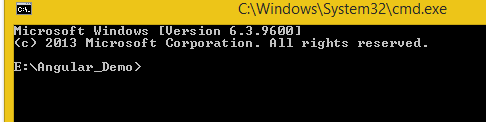 C:\Windows\System32\cmd.exe
Microsoft Windows [Version 6.3.9600]
(c) 2013 Microsoft Corporation. All rights reserved.
E:\Angular_Demo>